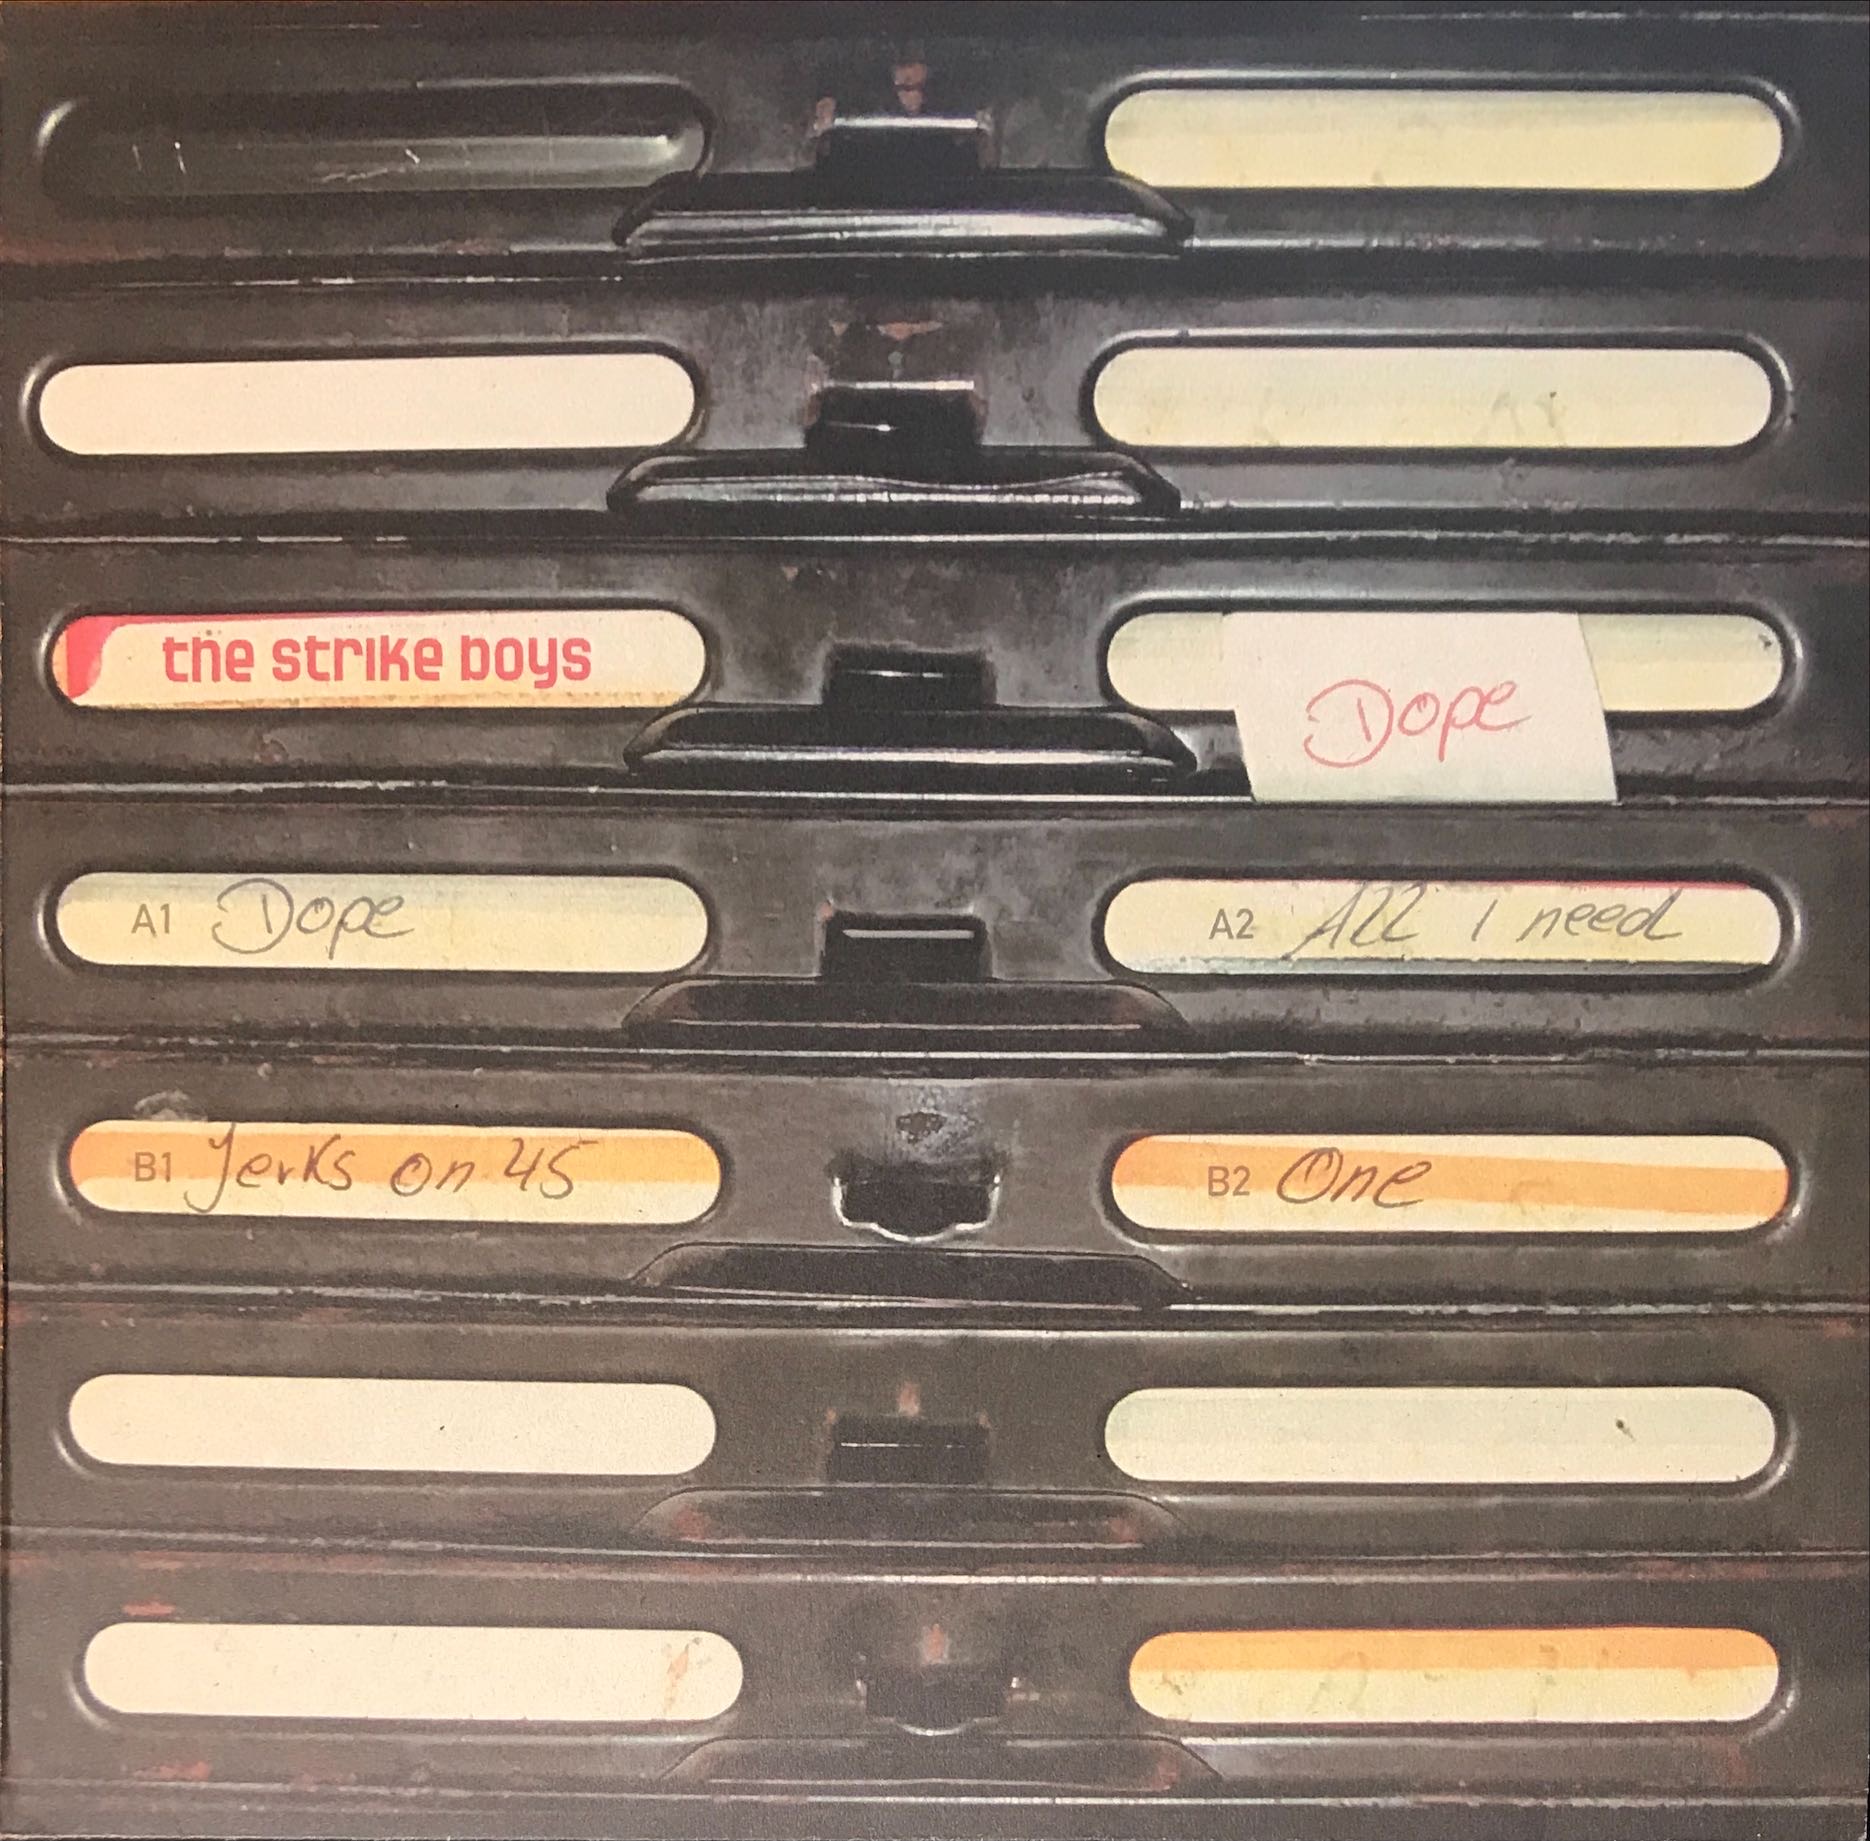 the strike boys
Dope
A1 Dope
A2 All I need
B1 Jerks on 45
B2 One